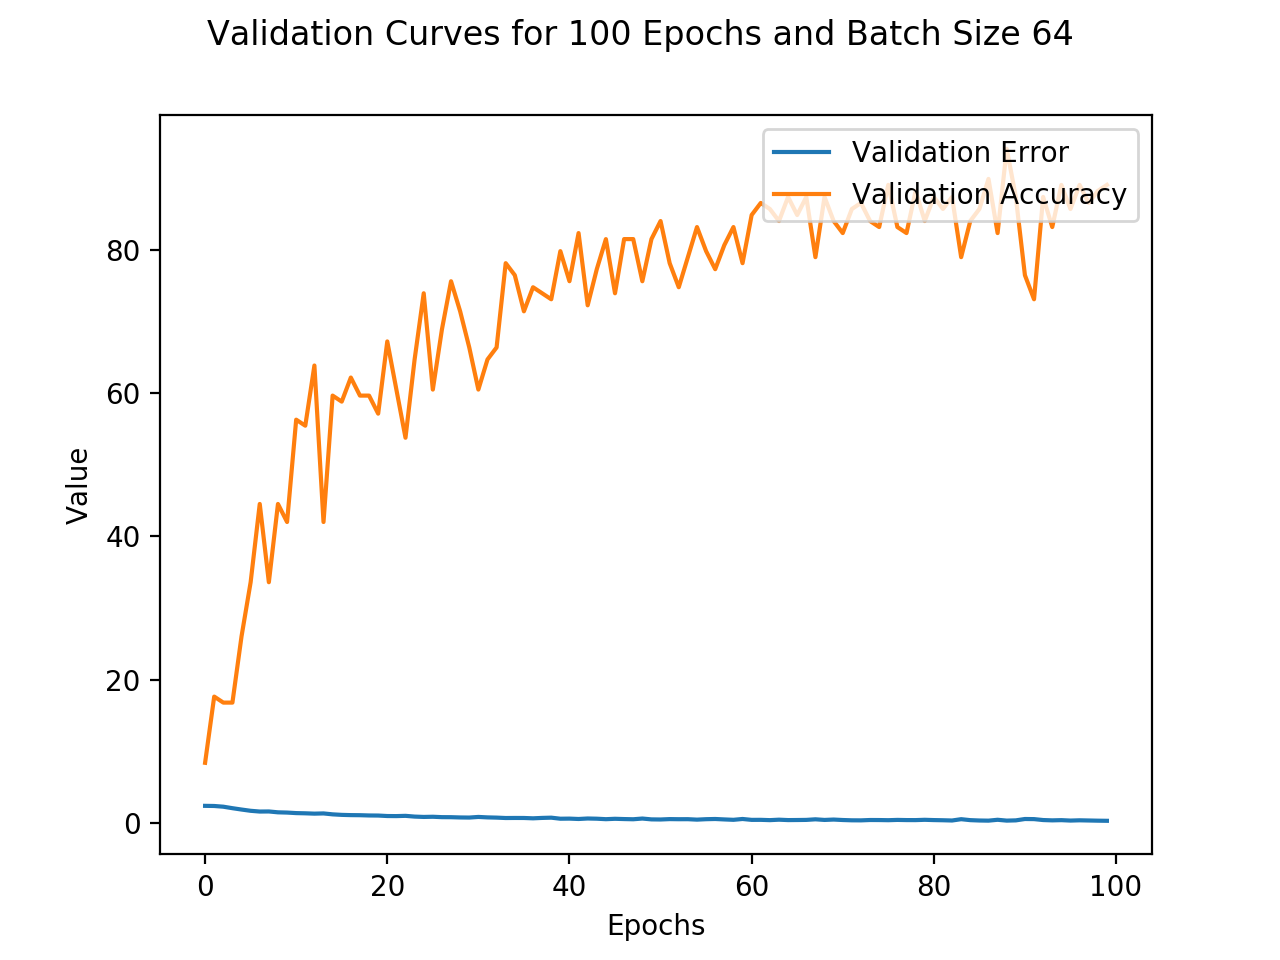 Validation Curves for 100 Epochs and Batch Size 64
Validation Error
Validation Accuracy
80
60
40
20
0
Value
0 20 40 60 80 100
Epochs